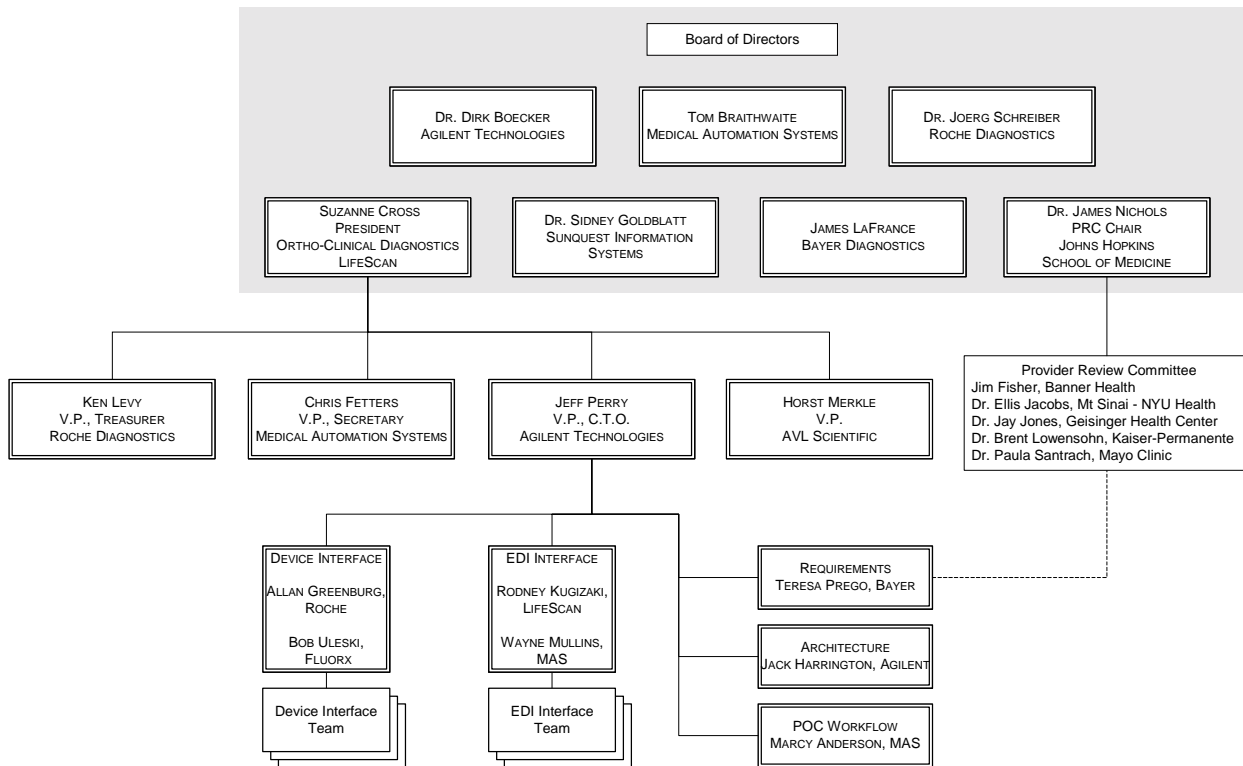 Board of Directors
DR. DIRK BOECKER
AGILENT TECHNOLOGIES
TOM BRAITHWAITE
MEDICAL AUTOMATION SYSTEMS
DR. JOERG SCHREIBER
ROCHE DIAGNOSTICS
SUZANNE CROSS
PRESIDENT
ORTHO-CLINICAL DIAGNOSTICS
LIFESCAN
DR. SIDNEY GOLDBLATT
SUNQUEST INFORMATION
SYSTEMS
JAMES LAFRANCE
BAYER DIAGNOSTICS
DR. JAMES NICHOLS
PRC CHAIR
JOHNS HOPKINS
SCHOOL OF MEDICINE
KEN LEVY
V.P., TREASURER
ROCHE DIAGNOSTICS
CHRIS FETTERS
V.P., SECRETARY
MEDICAL AUTOMATION SYSTEMS
JEFF PERRY
V.P., C.T.O.
AGILENT TECHNOLOGIES
HORST MERKLE
V.P.
AVL SCIENTIFIC
Provider Review Committee
Jim Fisher, Banner Health
Dr. Ellis Jacobs, Mt Sinai - NYU Health
Dr. Jay Jones, Geisinger Health Center
Dr. Brent Lowensohn, Kaiser-Permanente
Dr. Paula Santrach, Mayo Clinic
DEVICE INTERFACE
ALLAN GREENBURG,
ROCHE
BOB ULESKI,
FLUORX
EDI INTERFACE
RODNEY KUGIZAKI,
LIFESCAN
WAYNE MULLINS,
MAS
REQUIREMENTS
TERESA PREGO, BAYER
ARCHITECTURE
JACK HARRINGTON, AGILENT
POC WORKFLOW
MARCY ANDERSON, MAS
Device Interface
Team
EDI Interface
Team